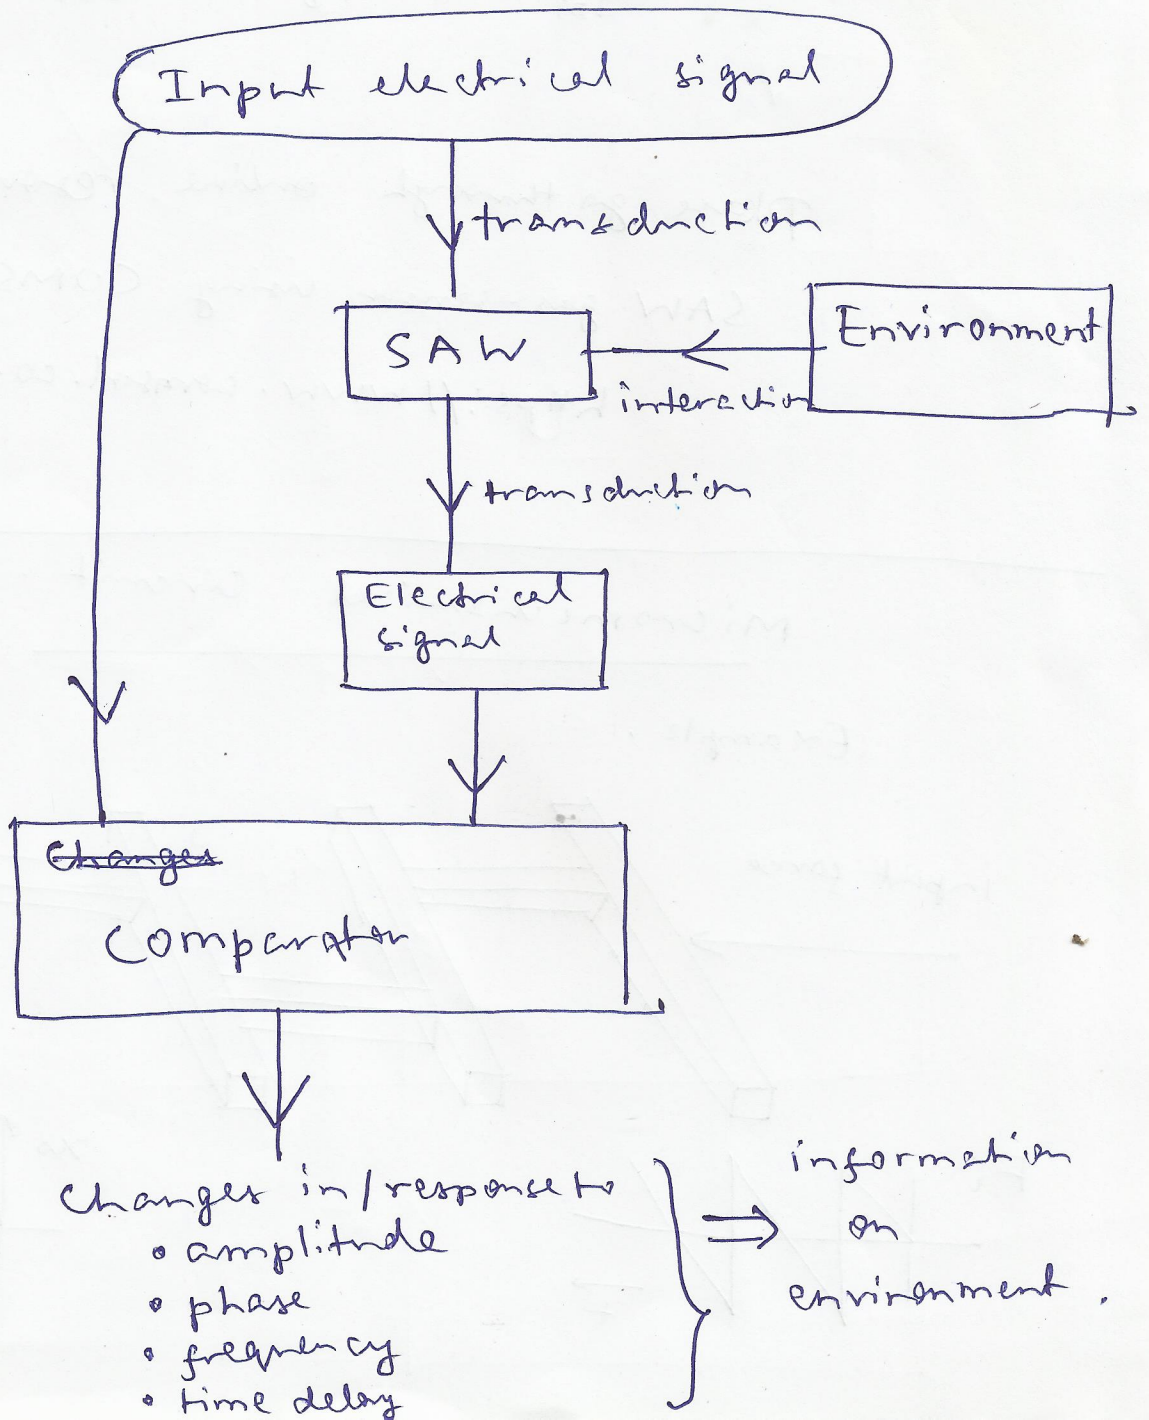 Input electrical signal
transduction
SAW
Environment
interaction
transduction
Electrical
signal
Changes
Comparator
Changes in/response to
• amplitude
• phase
• frequency
• time delay
⇒
information
on
environment.